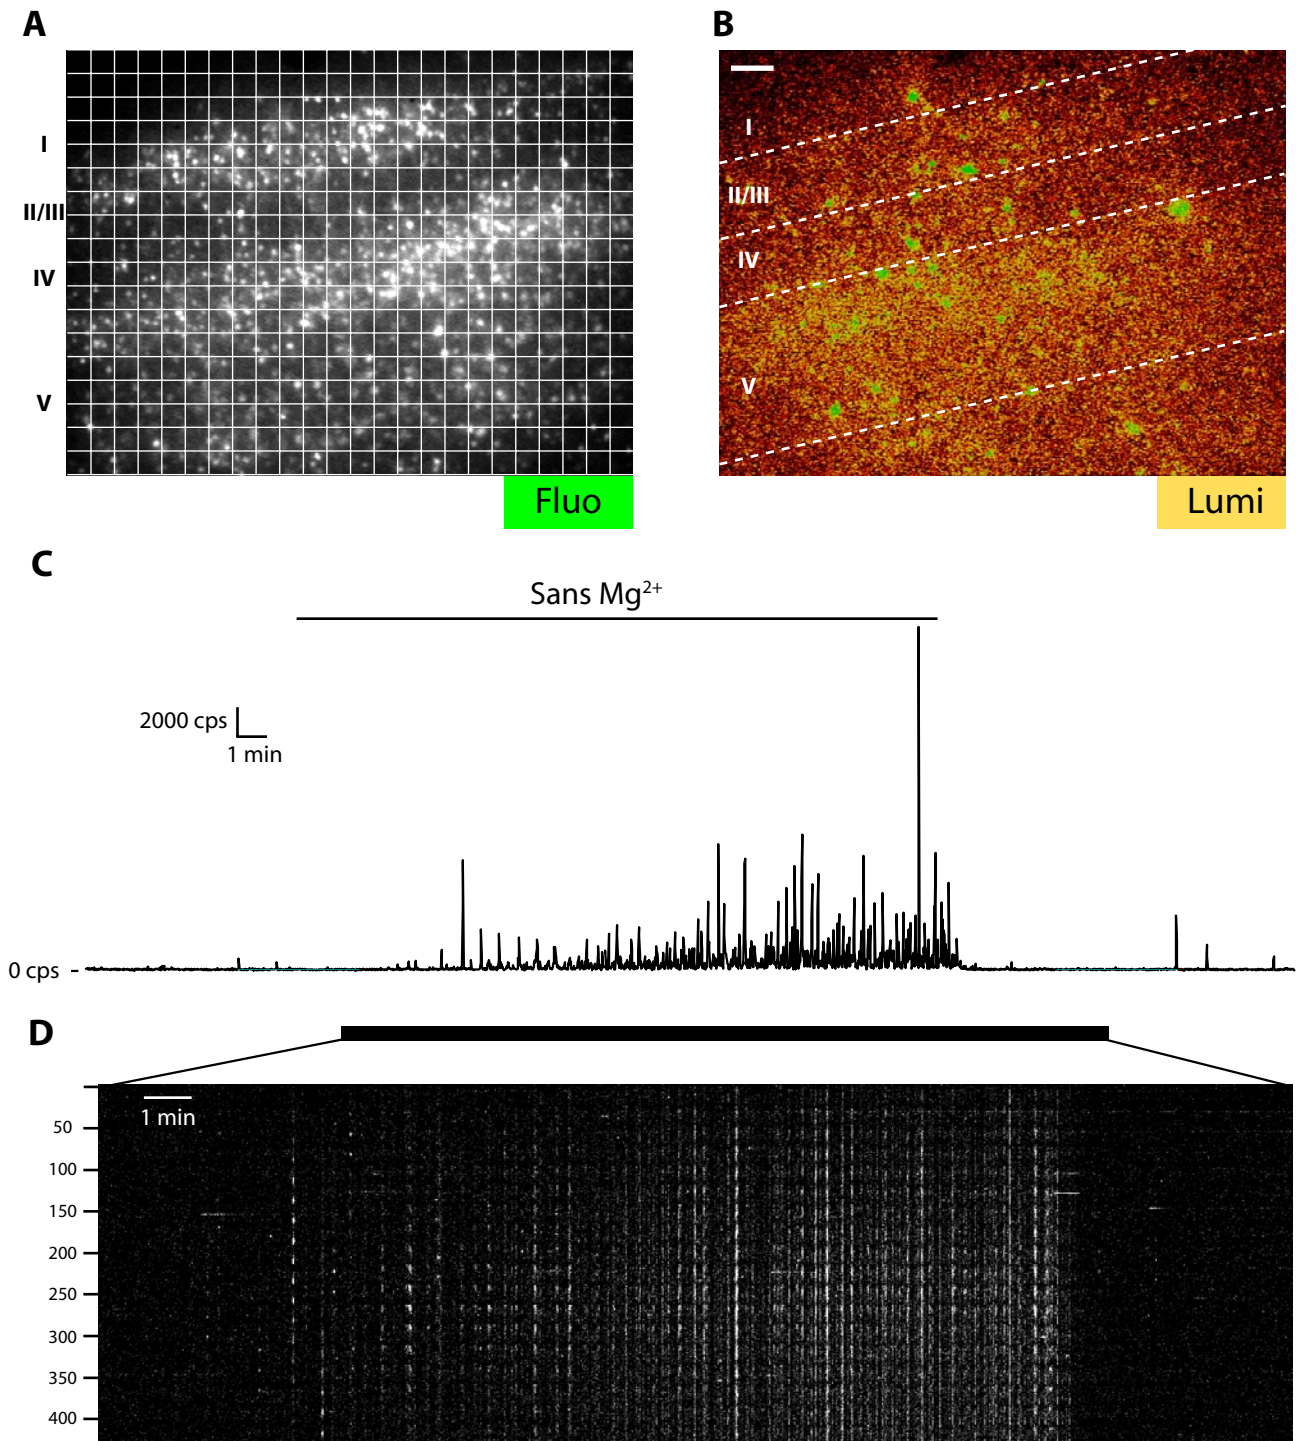 A
B
I
II/III
IV
V
I
II/III
IV
V
Fluo
Lumi
C
Sans Mg²⁺
2000 cps
1 min
0 cps -
D
1 min
50
100
150
200
250
300
350
400